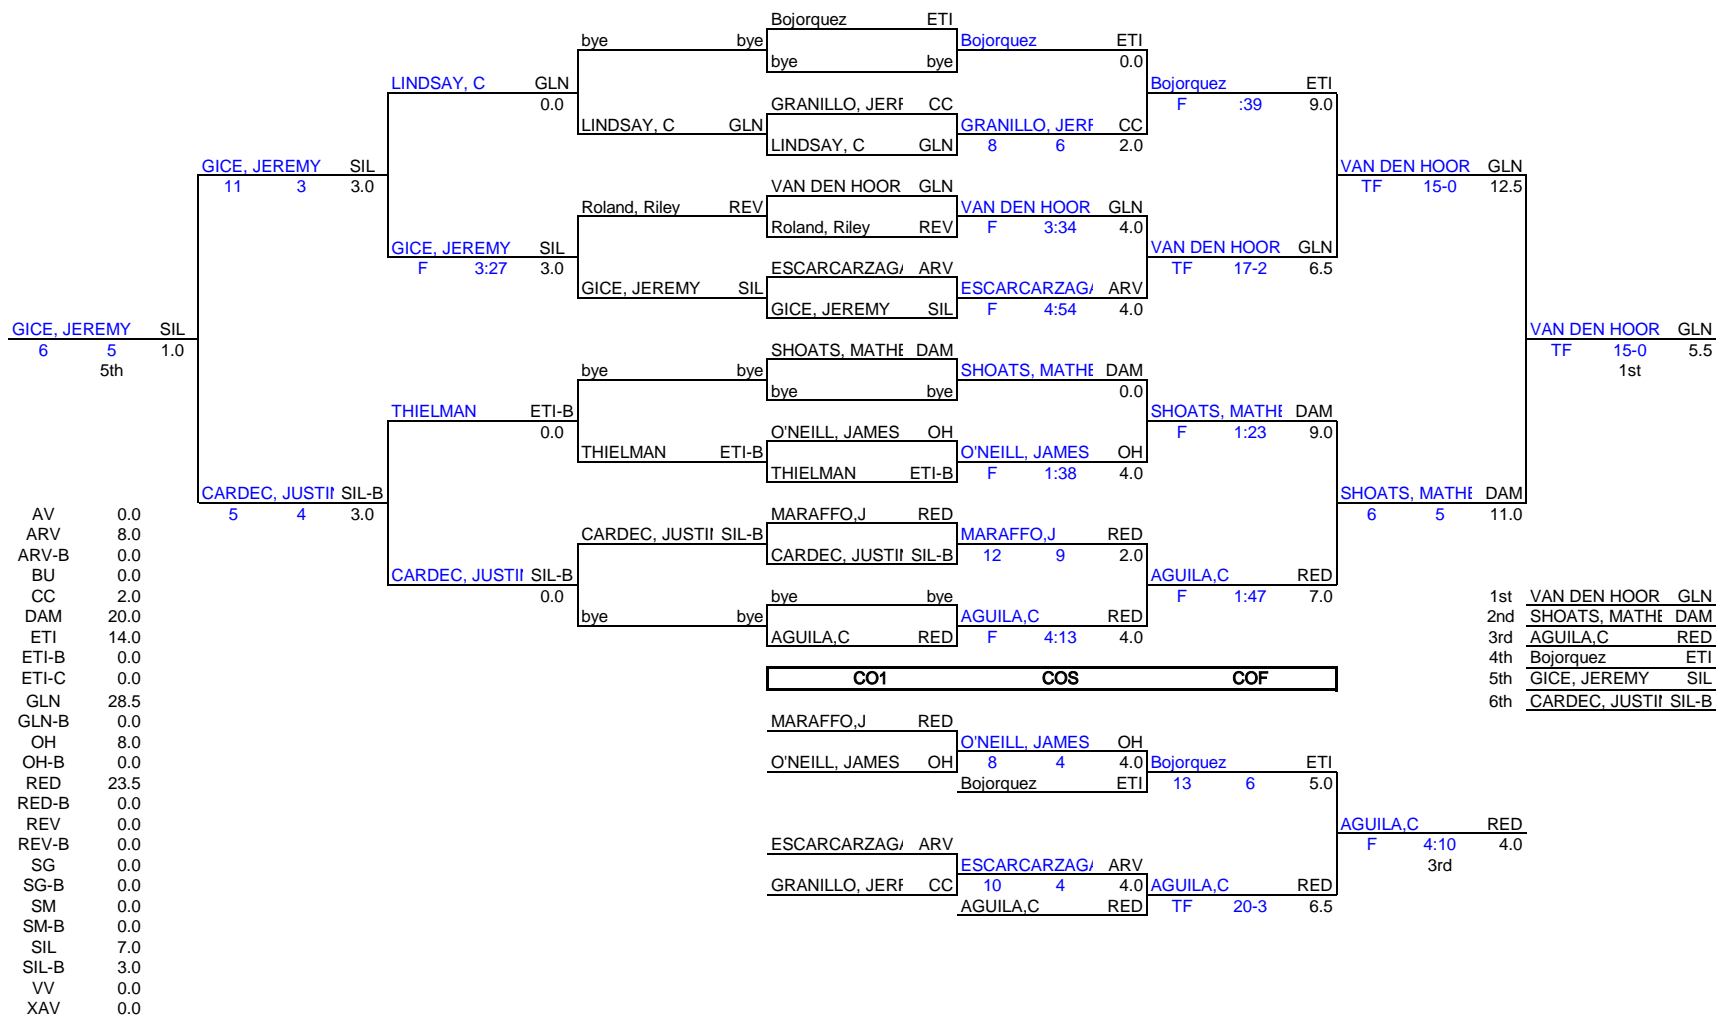 Bojorquez ETI
bye bye Bojorquez ETI
bye bye 0.0
LINDSAY, C GLN Bojorquez ETI
0.0 GRANILLO, JERF CC F :39 9.0
LINDSAY, C GLN GRANILLO, JERF CC
LINDSAY, C GLN 8 6 2.0
GICE, JEREMY SIL VAN DEN HOOR GLN
11 3 3.0 VAN DEN HOOR GLN TF 15-0 12.5
Roland, Riley REV VAN DEN HOOR GLN
Roland, Riley REV F 3:34 4.0
GICE, JEREMY SIL VAN DEN HOOR GLN
F 3:27 3.0 ESCARCARZAGA ARV TF 17-2 6.5
GICE, JEREMY SIL ESCARCARZAGA ARV
GICE, JEREMY SIL F 4:54 4.0
GICE, JEREMY SIL VAN DEN HOOR GLN
6 5 1.0 SHOATS, MATHE DAM TF 15-0 5.5
5th bye bye SHOATS, MATHE DAM 1st
bye bye 0.0
THIELMAN ETI-B SHOATS, MATHE DAM
0.0 O'NEILL, JAMES OH F 1:23 9.0
THIELMAN ETI-B O'NEILL, JAMES OH
THIELMAN ETI-B F 1:38 4.0
CARDEC, JUSTIN SIL-B SHOATS, MATHE DAM
AV 0.0 5 4 3.0 MARAFFO,J RED 6 5 11.0
ARV 8.0 CARDEC, JUSTIN SIL-B MARAFFO,J RED
ARV-B 0.0 CARDEC, JUSTIN SIL-B 12 9 2.0
BU 0.0 CARDEC, JUSTIN SIL-B AGUILA,C RED
CC 2.0 0.0 bye bye F 1:47 7.0 1st VAN DEN HOOR GLN
DAM 20.0 bye bye AGUILA,C RED 2nd SHOATS, MATHE DAM
ETI 14.0 AGUILA,C RED F 4:13 4.0 3rd AGUILA,C RED
ETI-B 0.0 4th Bojorquez ETI
ETI-C 0.0 CO1 COS COF 5th GICE, JEREMY SIL
GLN 28.5 6th CARDEC, JUSTIN SIL-B
GLN-B 0.0 MARAFFO,J RED
OH 8.0 O'NEILL, JAMES OH
OH-B 0.0 O'NEILL, JAMES OH 8 4 4.0 Bojorquez ETI
RED 23.5 Bojorquez ETI 13 6 5.0
RED-B 0.0
REV 0.0 AGUILA,C RED
REV-B 0.0 ESCARCARZAGA ARV F 4:10 4.0
SG 0.0 ESCARCARZAGA ARV 3rd
SG-B 0.0 GRANILLO, JERF CC 10 4 4.0 AGUILA,C RED
SM 0.0 AGUILA,C RED TF 20-3 6.5
SM-B 0.0
SIL 7.0
SIL-B 3.0
VV 0.0
XAV 0.0